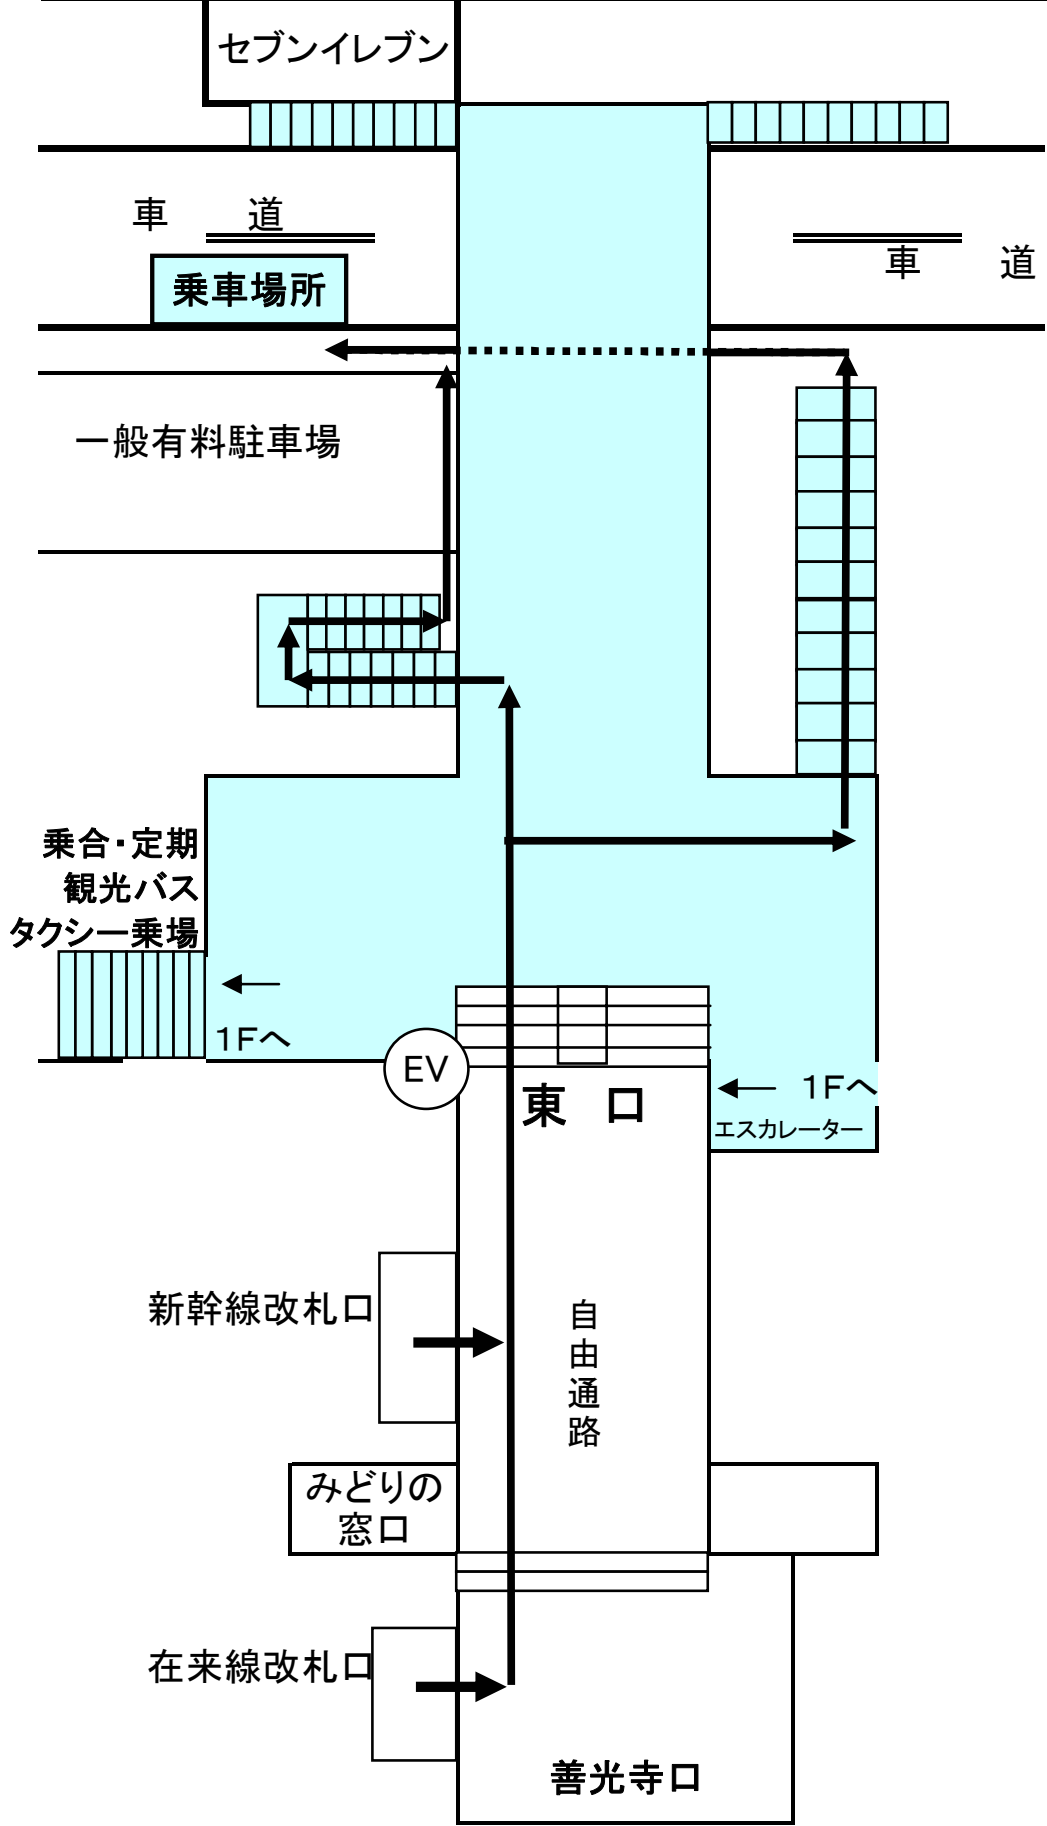 セブンイレブン
車 道
車 道
乗車場所
一般有料駐車場
乗合・定期
観光バス
タクシー乗場
1Fへ
EV
東 口
1Fへ
エスカレーター
新幹線改札口
自由通路
みどりの
窓口
在来線改札口
善光寺口